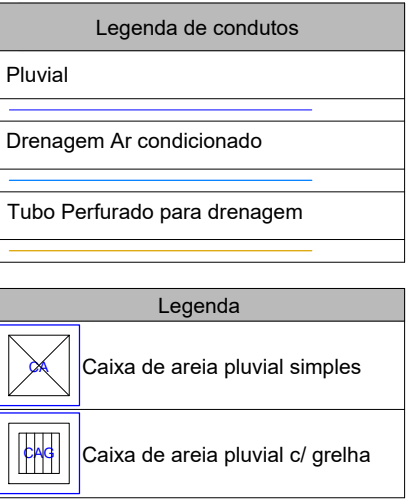 Legenda de condutos
Pluvial
Drenagem Ar condicionado
Tubo Perfurado para drenagem
Legenda
CA Caixa de areia pluvial simples
CAG Caixa de areia pluvial c/ grelha